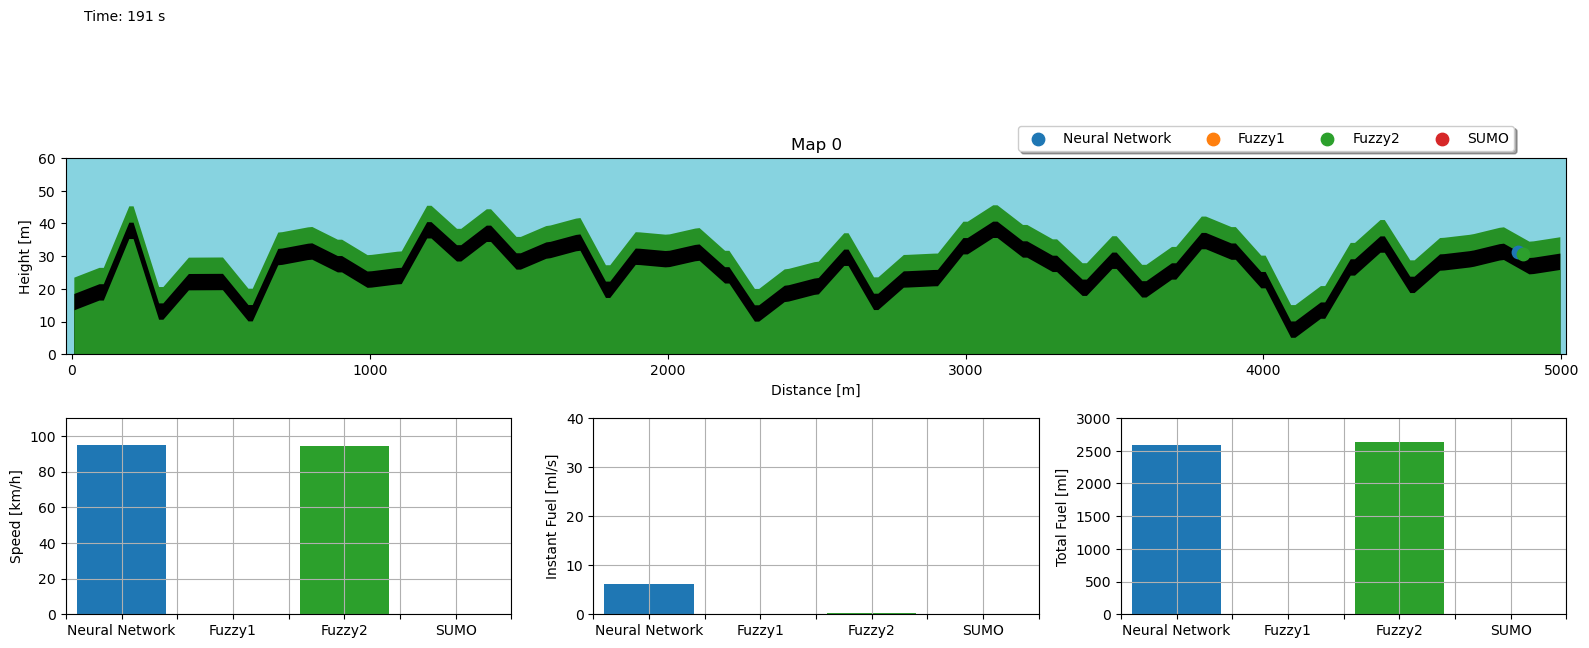 Time: 191 s
Neural Network Fuzzy1 Fuzzy2 SUMO
Map 0
Height [m]
60
50
40
30
20
10
0
0 1000 2000 3000 4000 5000
Distance [m]
Speed [km/h]
100
80
60
40
20
0
Neural Network Fuzzy1 Fuzzy2 SUMO
Instant Fuel [ml/s]
40
30
20
10
0
Neural Network Fuzzy1 Fuzzy2 SUMO
Total Fuel [ml]
3000
2500
2000
1500
1000
500
0
Neural Network Fuzzy1 Fuzzy2 SUMO